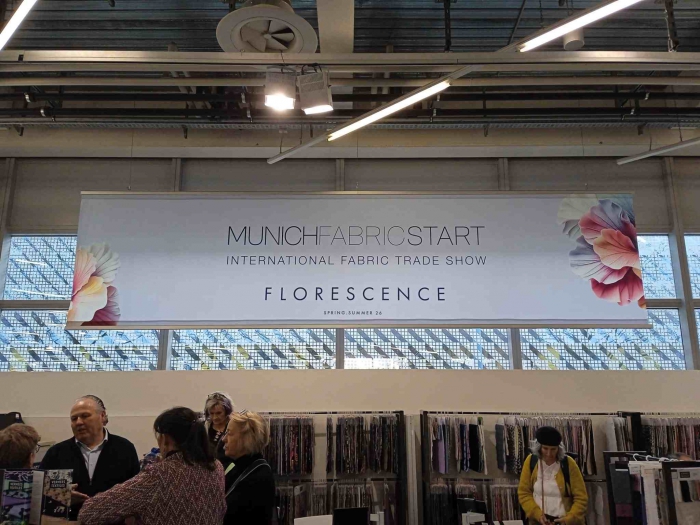 MUNICHFABRICSTART
INTERNATIONAL FABRIC TRADE SHOW
FLORESCENCE
SPRING.SUMMER 26